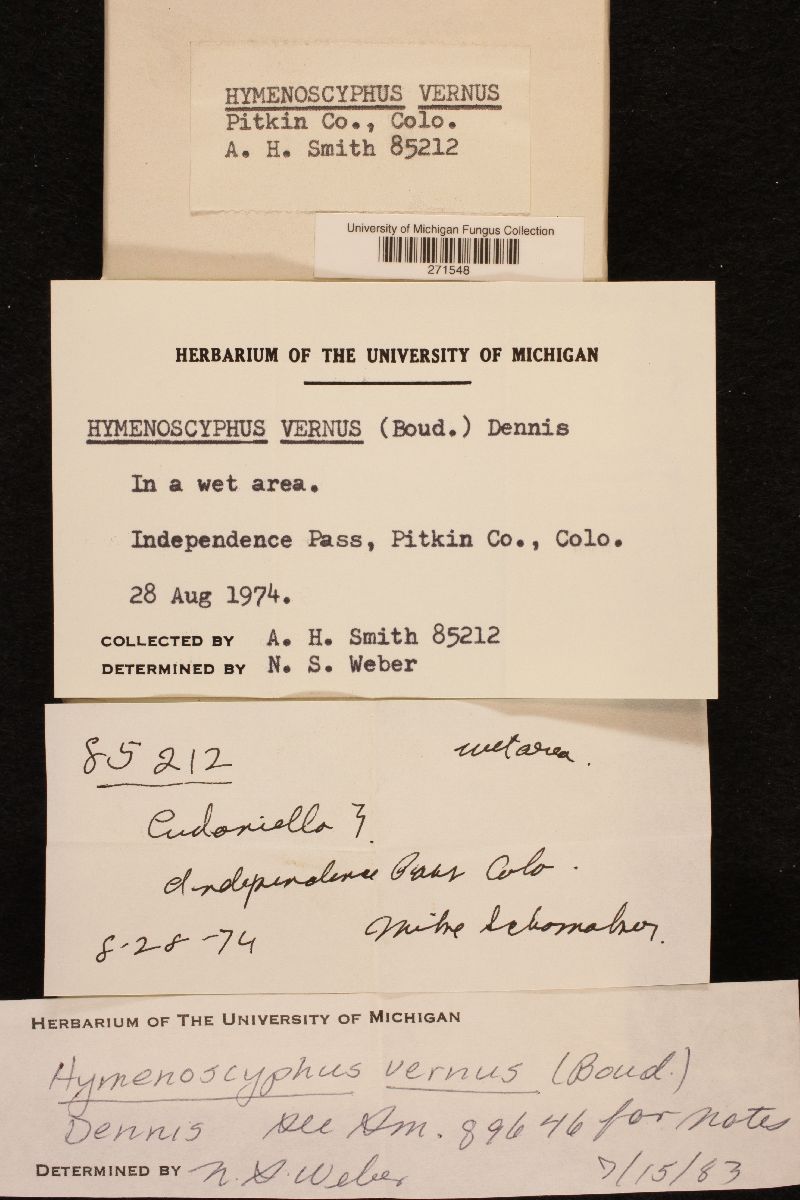 HYMENOSCYPHUS VERNUS
Pitkin Co., Colo.
A. H. Smith 85212
University of Michigan Fungus Collection
271548
HERBARIUM OF THE UNIVERSITY OF MICHIGAN
HYMENOSCYPHUS VERNUS (Boud.) Dennis
In a wet area.
Independence Pass, Pitkin Co., Colo.
28 Aug 1974.
COLLECTED BY A. H. Smith 85212
DETERMINED BY N. S. Weber
85212 wet area.
Cudoniella ?
Independence Pass Colo.
8-28-74 Mike
HERBARIUM OF THE UNIVERSITY OF MICHIGAN
Hymenoscyphus vernus (Boud.)
Dennis See Sm. 89646 for notes
DETERMINED BY N. S. Weber 7/15/83